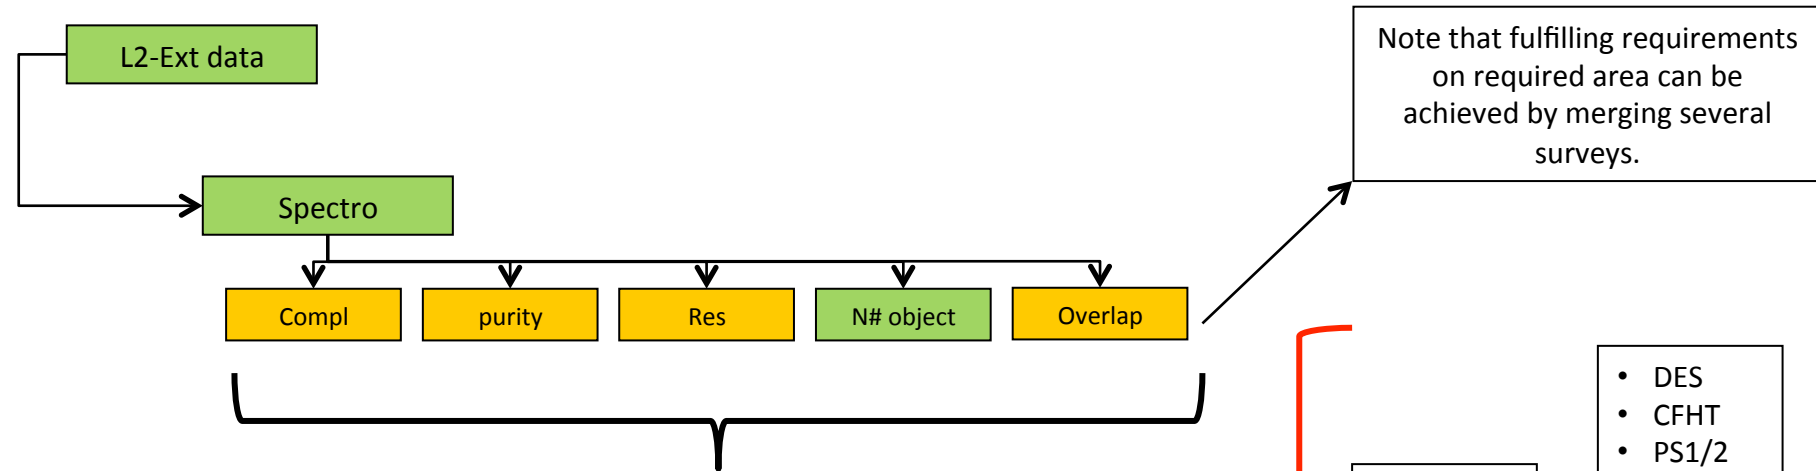 L2-Ext data
Note that fulfilling requirements
on required area can be
achieved by merging several
surveys.
Spectro
Compl
purity
Res
N# object
Overlap
• DES
• CFHT
• PS1/2